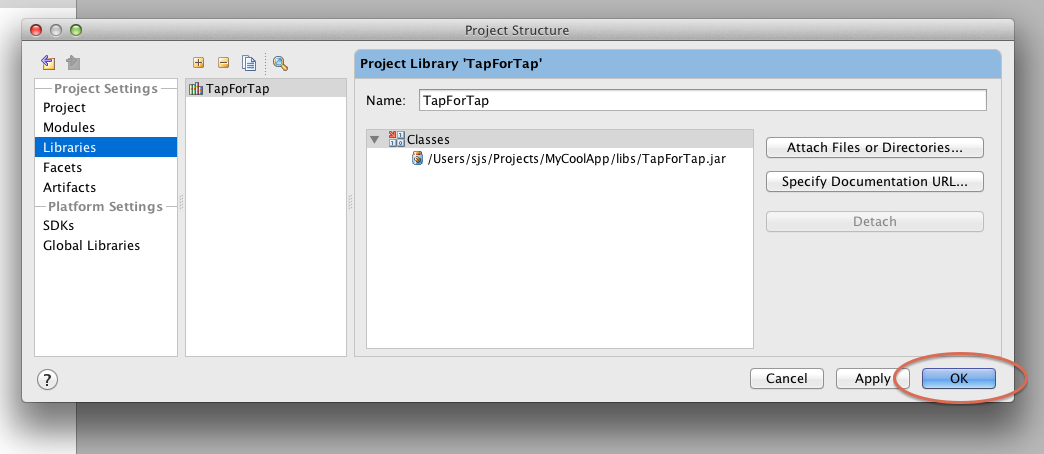 Project Structure
Project Settings
Project
Modules
Libraries
Facets
Artifacts
Platform Settings
SDKs
Global Libraries
TapForTap
Project Library 'TapForTap'
Name: TapForTap
Classes
/Users/sjs/Projects/MyCoolApp/libs/TapForTap.jar
Attach Files or Directories...
Specify Documentation URL...
Detach
?
Cancel Apply OK